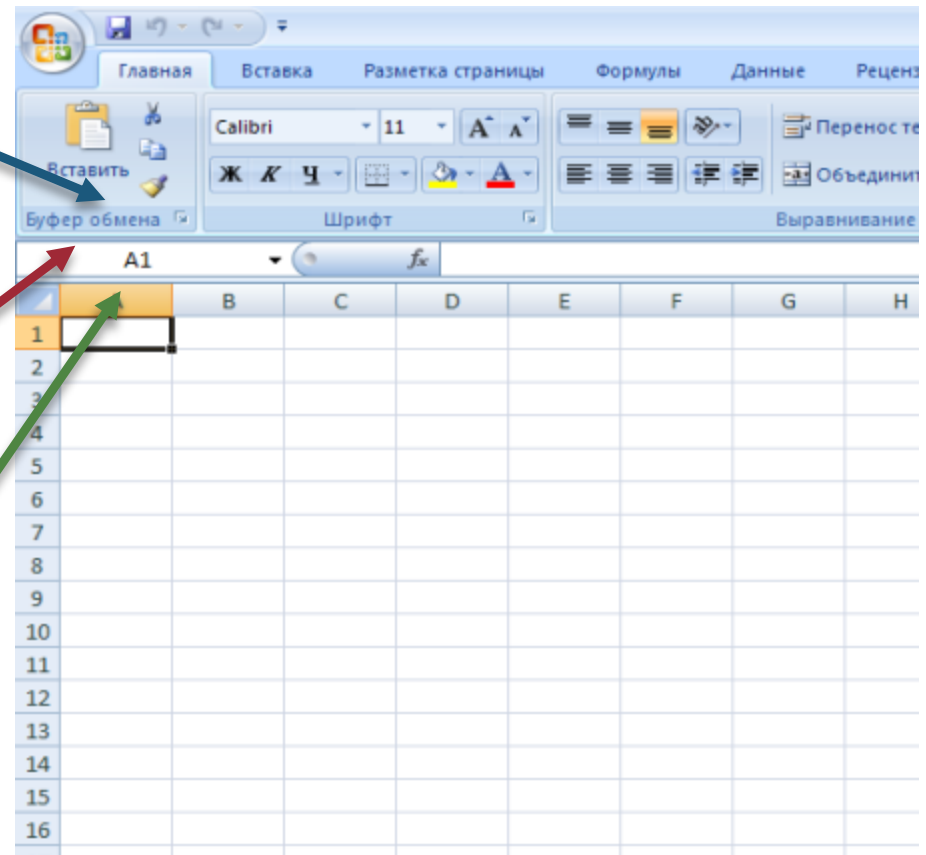 Главная Вставка Разметка страницы Формулы Данные Реценз
Calibri 11 A A
Перенос те
Вставить
Ж К Ч A
Объединит
Буфер обмена Шрифт Выравнивание
A1 fx
A B C D E F G H
1
2
3
4
5
6
7
8
9
10
11
12
13
14
15
16